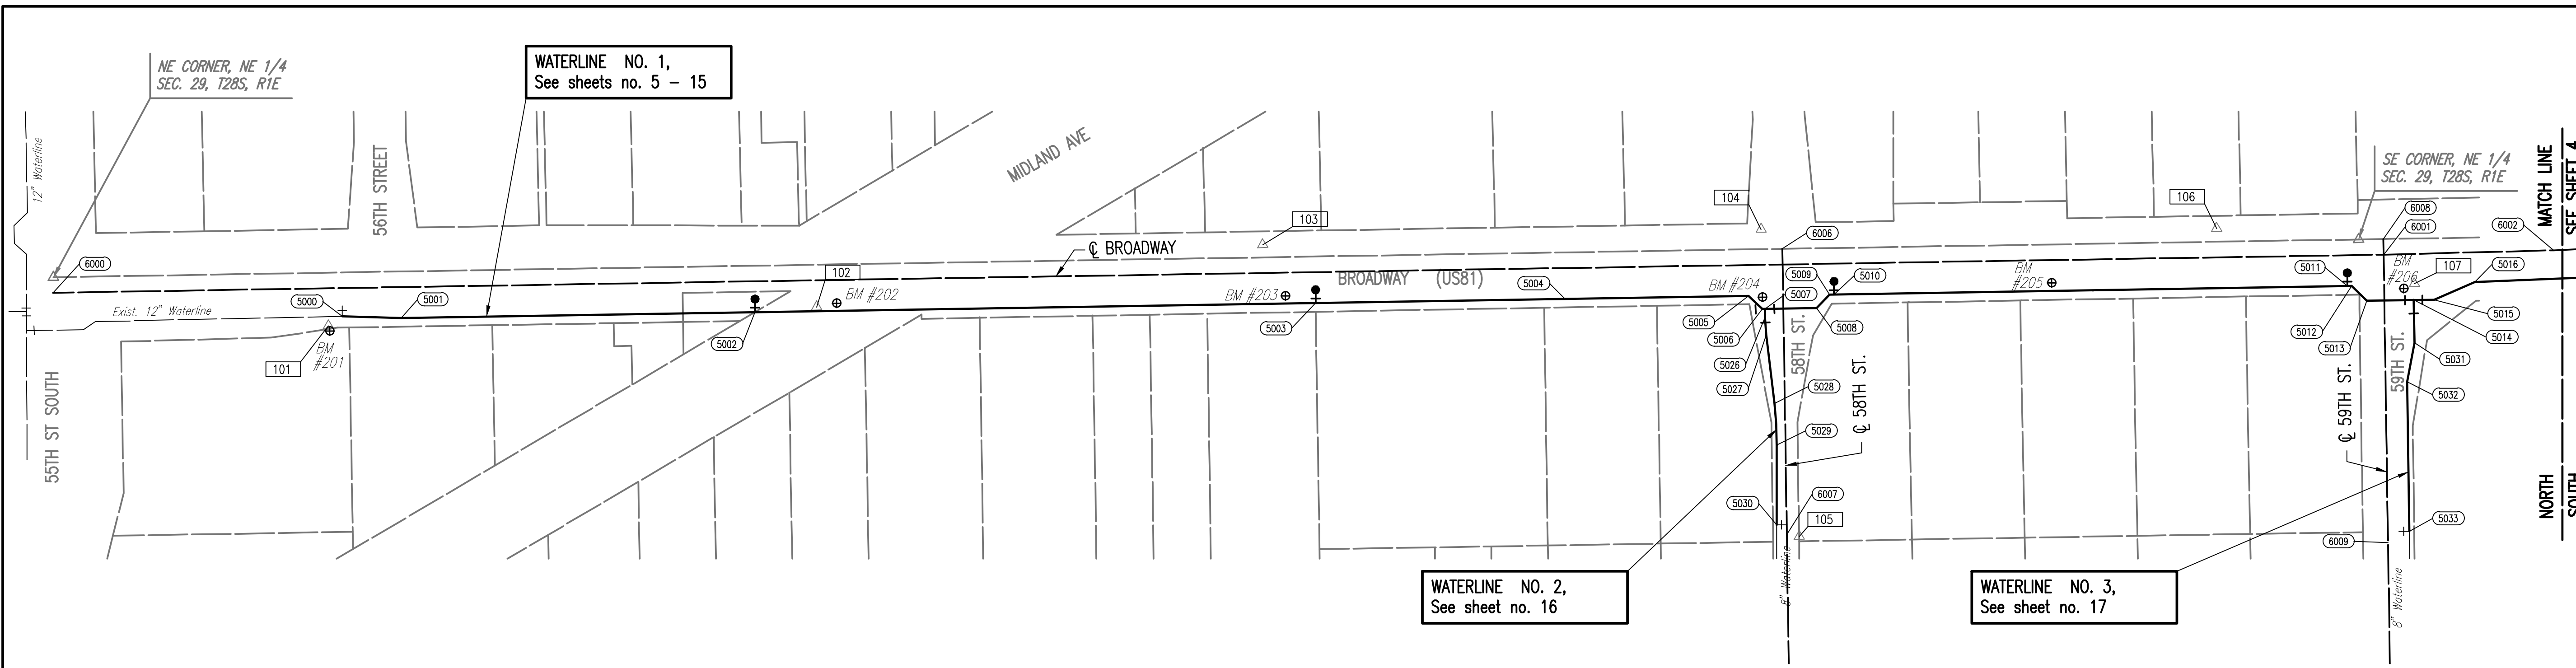 NE CORNER, NE 1/4
SEC. 29, T28S, R1E
WATERLINE NO. 1,
See sheets no. 5 – 15
12" Waterline
56TH STREET
MIDLAND AVE
SE CORNER, NE 1/4
SEC. 29, T28S, R1E
MATCH LINE
SEE SHEET 4
104
106
103
6008
6001
6002
6006
6000
℄ BROADWAY
BROADWAY (US81)
102
BM #202
BM #203
5004
BM #204
5009
5010
BM
#205
5011
BM
#206
107
5016
5000
5001
Exist. 12" Waterline
5002
5003
5005
5007
5006
5008
5012
5013
5015
5014
BM
#201
101
5026
5027
5028
5029
58TH ST.
℄ 58TH ST.
℄ 59TH ST.
59TH ST.
5031
5032
55TH ST SOUTH
5030
6007
105
5033
6009
NORTH
SOUTH
WATERLINE NO. 2,
See sheet no. 16
8" Waterline
WATERLINE NO. 3,
See sheet no. 17
8" Waterline